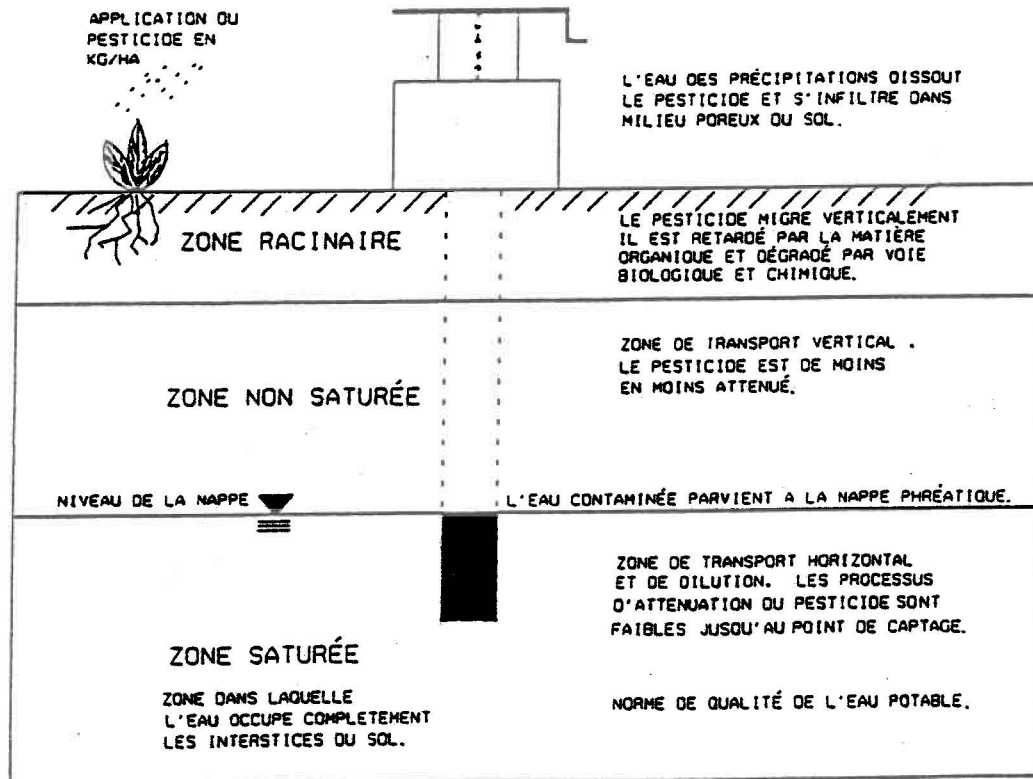 APPLICATION DU
PESTICIDE EN
KG/HA
L'EAU DES PRÉCIPITATIONS DISSOUT
LE PESTICIDE ET S'INFILTRE DANS
MILIEU POREUX DU SOL.
ZONE RACINAIRE
LE PESTICIDE MIGRE VERTICALEMENT
IL EST RETARDÉ PAR LA MATIÈRE
ORGANIQUE ET DÉGRADÉ PAR VOIE
BIOLOGIQUE ET CHIMIQUE.
ZONE NON SATURÉE
ZONE DE TRANSPORT VERTICAL .
LE PESTICIDE EST DE MOINS
EN MOINS ATTENUÉ.
NIVEAU DE LA NAPPE
L'EAU CONTAMINÉE PARVIENT A LA NAPPE PHRÉATIQUE.
ZONE DE TRANSPORT HORIZONTAL
ET DE DILUTION. LES PROCESSUS
D'ATTENUATION DU PESTICIDE SONT
FAIBLES JUSQU'AU POINT DE CAPTAGE.
ZONE SATURÉE
ZONE DANS LAQUELLE
L'EAU OCCUPE COMPLETEMENT
LES INTERSTICES DU SOL.
NORME DE QUALITÉ DE L'EAU POTABLE.